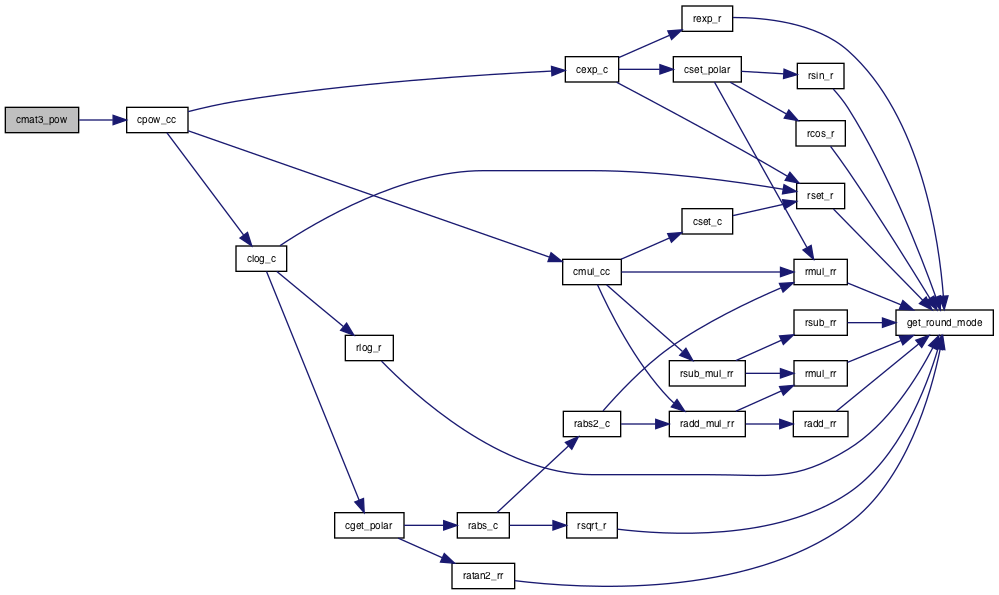 rexp_r
cexp_c
cset_polar
rsin_r
cmat3_pow
cpow_cc
rcos_r
rset_r
cset_c
clog_c
cmul_cc
rmul_rr
rsub_rr
get_round_mode
rlog_r
rsub_mul_rr
rmul_rr
rabs2_c
radd_mul_rr
radd_rr
cget_polar
rabs_c
rsqrt_r
ratan2_rr